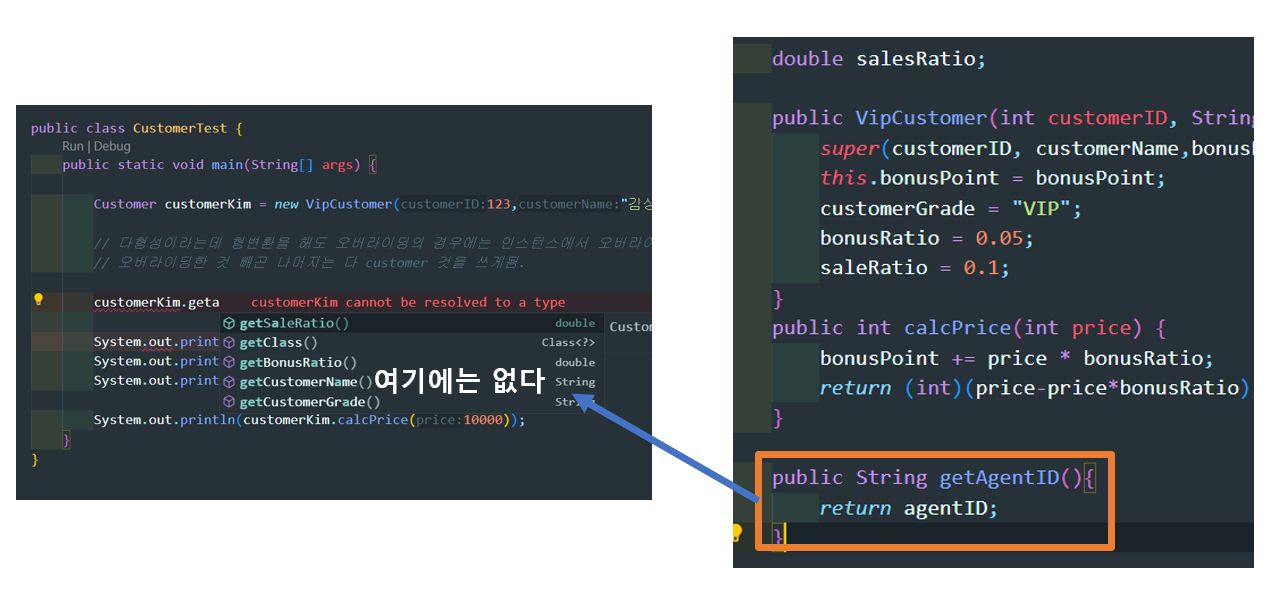 public class CustomerTest {
Run | Debug
public static void main(String[] args) {
Customer customerKim = new VipCustomer(customerID:123,customerName:"김상
// 다형성이라는데 형변환을 해도 오버라이딩의 경우에는 인스턴스에서 오버라이
// 오버라이딩한 것 빼곤 나머지는 다 customer 것을 쓰게됨.
customerKim.geta customerKim cannot be resolved to a type
getSaleRatio() double
Custom
System.out.print
getClass() Class<?>
System.out.print
getBonusRatio() double
System.out.print
getCustomerName() String
여기에는 없다
getCustomerGrade() String
System.out.println(customerKim.calcPrice(price:10000));
}
}
double salesRatio;
public VipCustomer(int customerID, String
super(customerID, customerName,bonusP
this.bonusPoint = bonusPoint;
customerGrade = "VIP";
bonusRatio = 0.05;
saleRatio = 0.1;
}
public int calcPrice(int price) {
bonusPoint += price * bonusRatio;
return (int)(price-price*bonusRatio);
}
public String getAgentID(){
return agentID;
}